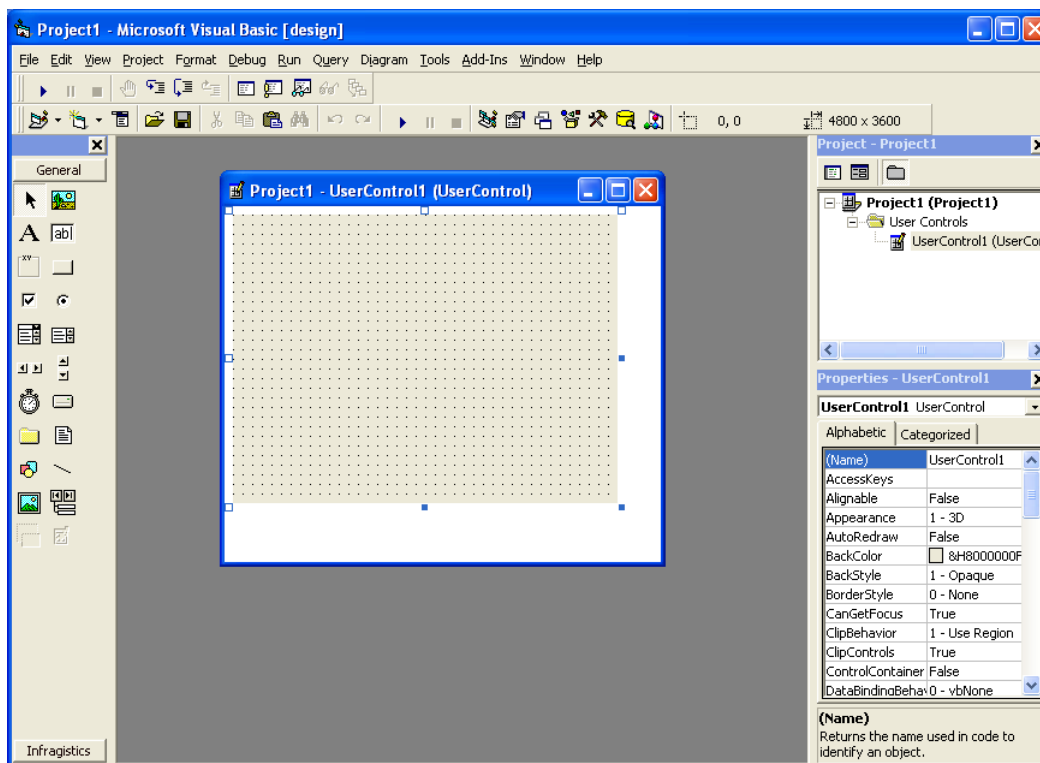 Project1 - Microsoft Visual Basic [design]
File Edit View Project Format Debug Run Query Diagram Tools Add-Ins Window Help
0, 0
4800 x 3600
General
A
ab|
XY
Infragistics
Project1 - UserControl1 (UserControl)
Project - Project1
Project1 (Project1)
User Controls
UserControl1 (UserCo
Properties - UserControl1
UserControl1 UserControl
Alphabetic Categorized
(Name) UserControl1
AccessKeys
Alignable False
Appearance 1 - 3D
AutoRedraw False
BackColor &H8000000F
BackStyle 1 - Opaque
BorderStyle 0 - None
CanGetFocus True
ClipBehavior 1 - Use Region
ClipControls True
ControlContainer False
DataBindingBehav 0 - vbNone
(Name)
Returns the name used in code to
identify an object.